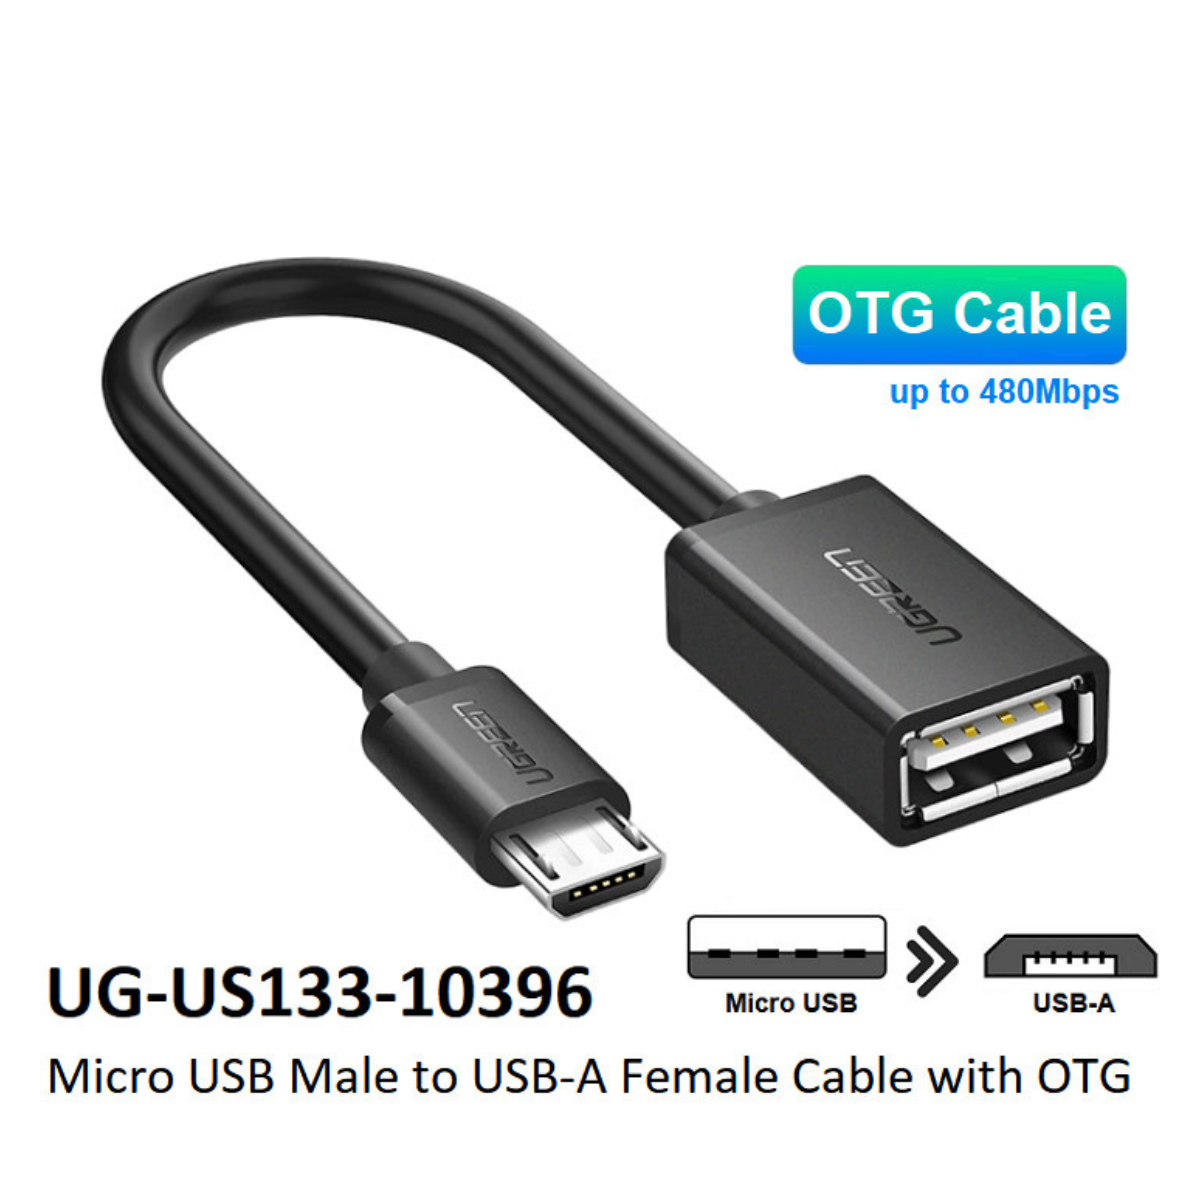 OTG Cable
up to 480Mbps
UGREEN
UGREEN
Micro USB
USB-A
UG-US133-10396
Micro USB Male to USB-A Female Cable with OTG